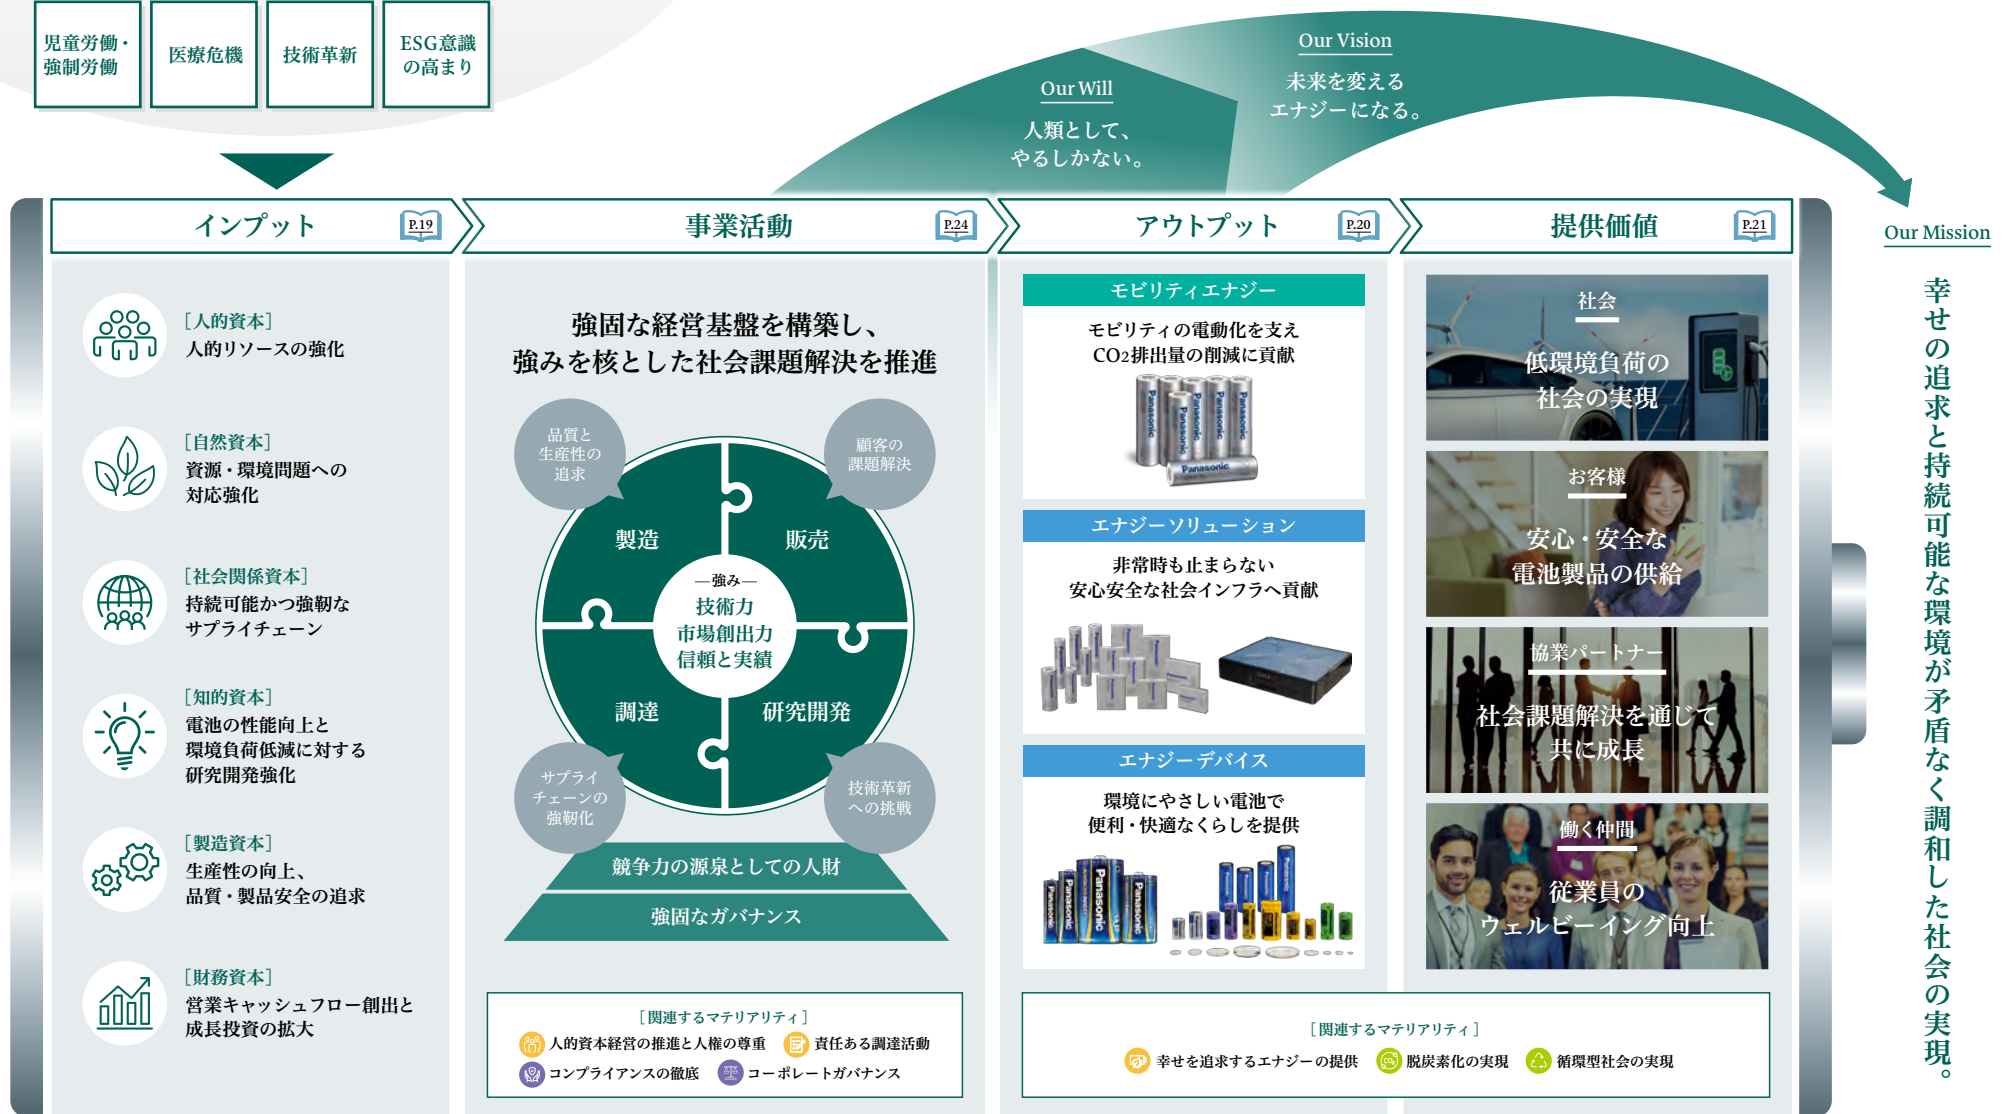 児童労働・
強制労働
医療危機
技術革新
ESG意識
の高まり
Our Will
人類として、
やるしかない。
Our Vision
未来を変える
エナジーになる。
インプット
P.19
事業活動
P.24
アウトプット
P.20
提供価値
P.21
Our Mission
幸せの追求と持続可能な環境が矛盾なく調和した社会の実現。
［人的資本］
人的リソースの強化
［自然資本］
資源・環境問題への
対応強化
［社会関係資本］
持続可能かつ強靭な
サプライチェーン
［知的資本］
電池の性能向上と
環境負荷低減に対する
研究開発強化
［製造資本］
生産性の向上、
品質・製品安全の追求
［財務資本］
営業キャッシュフロー創出と
成長投資の拡大
強固な経営基盤を構築し、
強みを核とした社会課題解決を推進
品質と
生産性の
追求
顧客の
課題解決
製造
販売
―強み―
技術力
市場創出力
信頼と実績
調達
研究開発
サプライ
チェーンの
強靭化
技術革新
への挑戦
競争力の源泉としての人財
強固なガバナンス
［関連するマテリアリティ］
人的資本経営の推進と人権の尊重
責任ある調達活動
コンプライアンスの徹底
コーポレートガバナンス
モビリティエナジー
モビリティの電動化を支え
CO2排出量の削減に貢献
Panasonic
Panasonic
Panasonic
Panasonic
Panasonic
Panasonic
エナジーソリューション
非常時も止まらない
安心安全な社会インフラへ貢献
エナジーデバイス
環境にやさしい電池で
便利・快適なくらしを提供
Panasonic
Panasonic
Panasonic
Panasonic
Panasonic
社会
低環境負荷の
社会の実現
お客様
安心・安全な
電池製品の供給
協業パートナー
社会課題解決を通じて
共に成長
働く仲間
従業員の
ウェルビーイング向上
［関連するマテリアリティ］
幸せを追求するエナジーの提供
脱炭素化の実現
循環型社会の実現